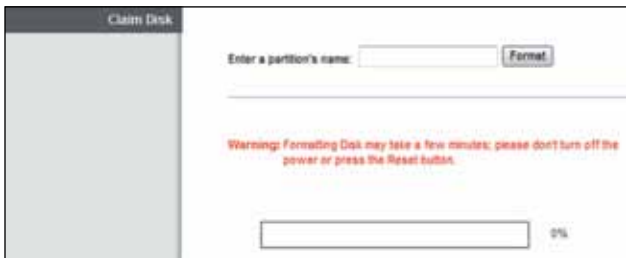 Claim Disk
Enter a partition's name:
Format
Warning: Formatting Disk may take a few minutes; please don't turn off the
power or press the Reset button.
0%